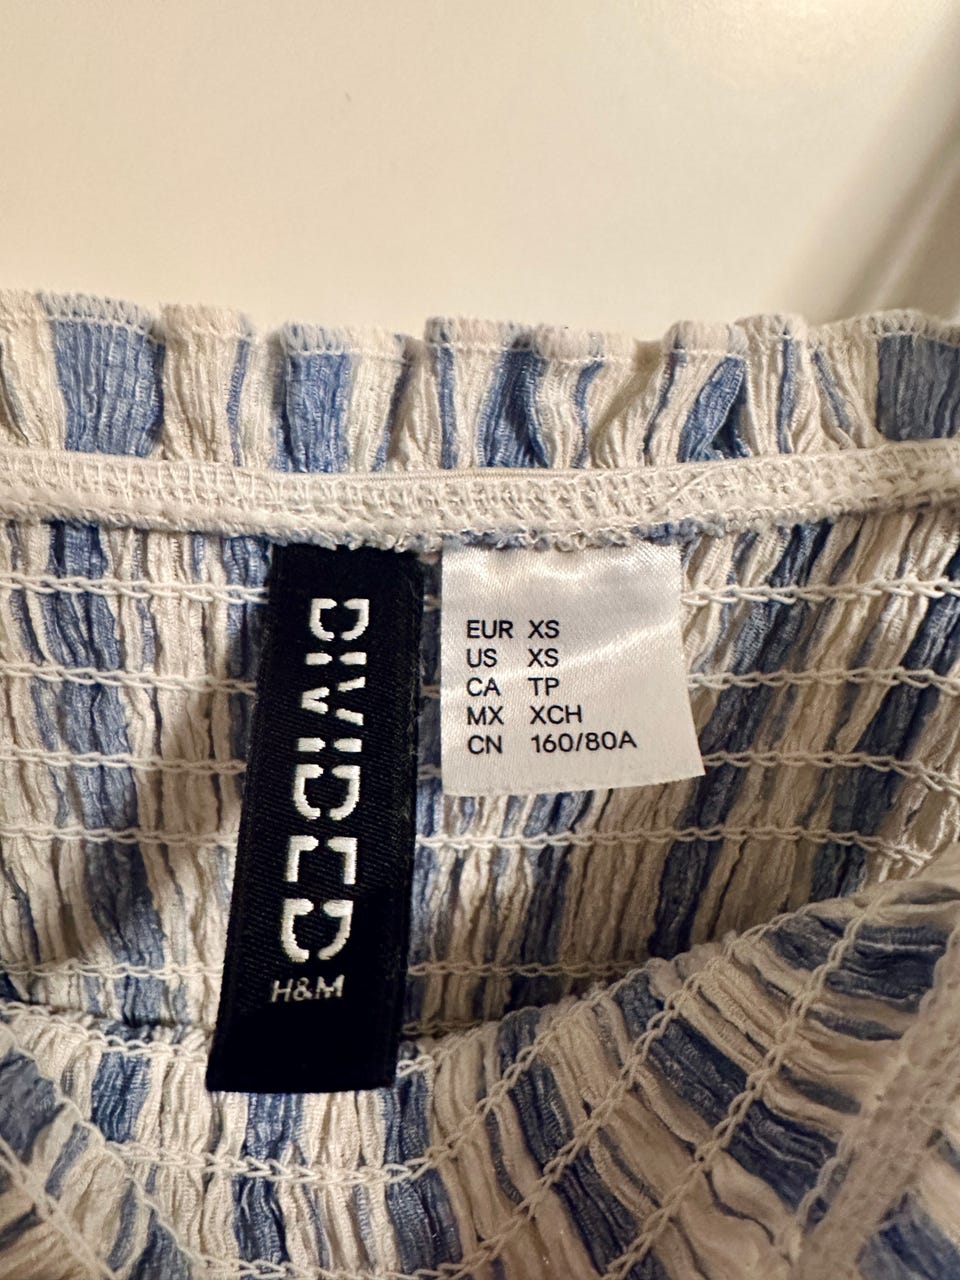 DIVIDED
H&M
EUR XS
US XS
CA TP
MX XCH
CN 160/80A